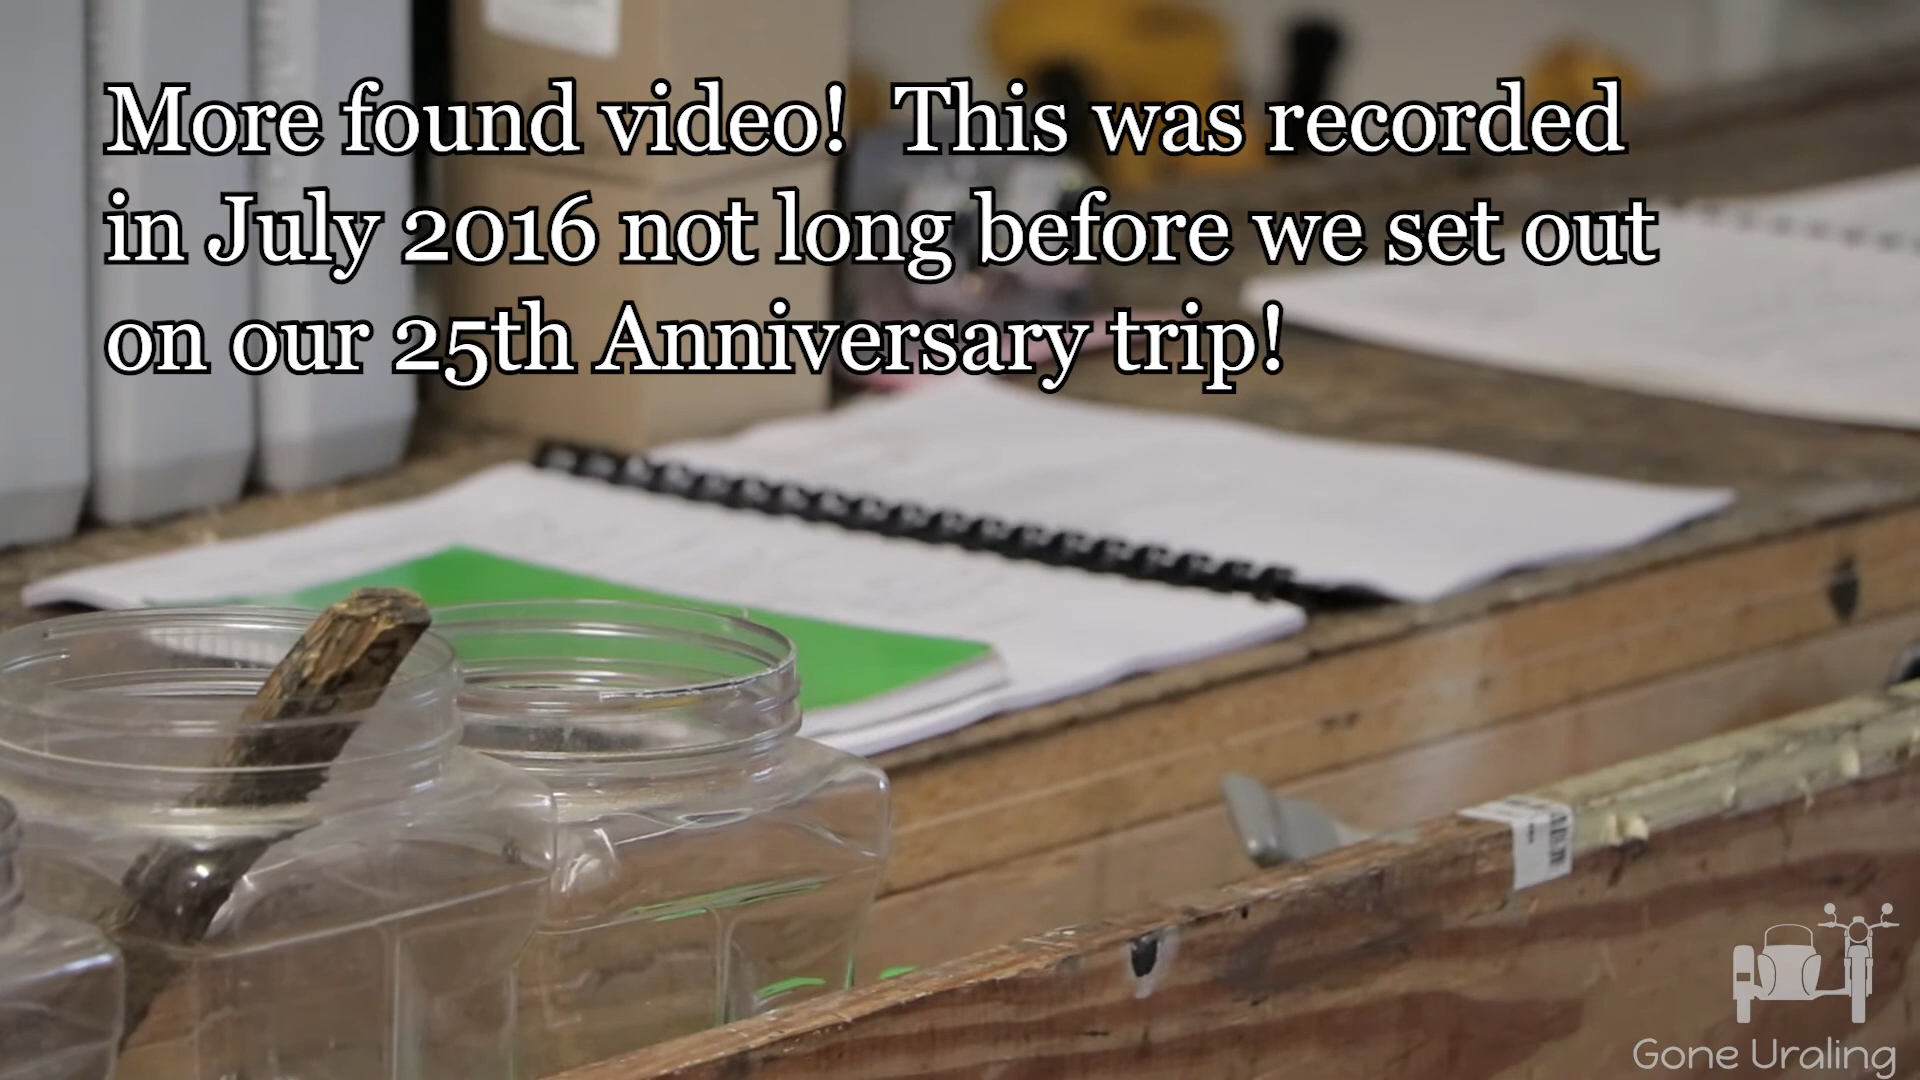 More found video!  This was recorded
in July 2016 not long before we set out
on our 25th Anniversary trip!
Gone Uraling